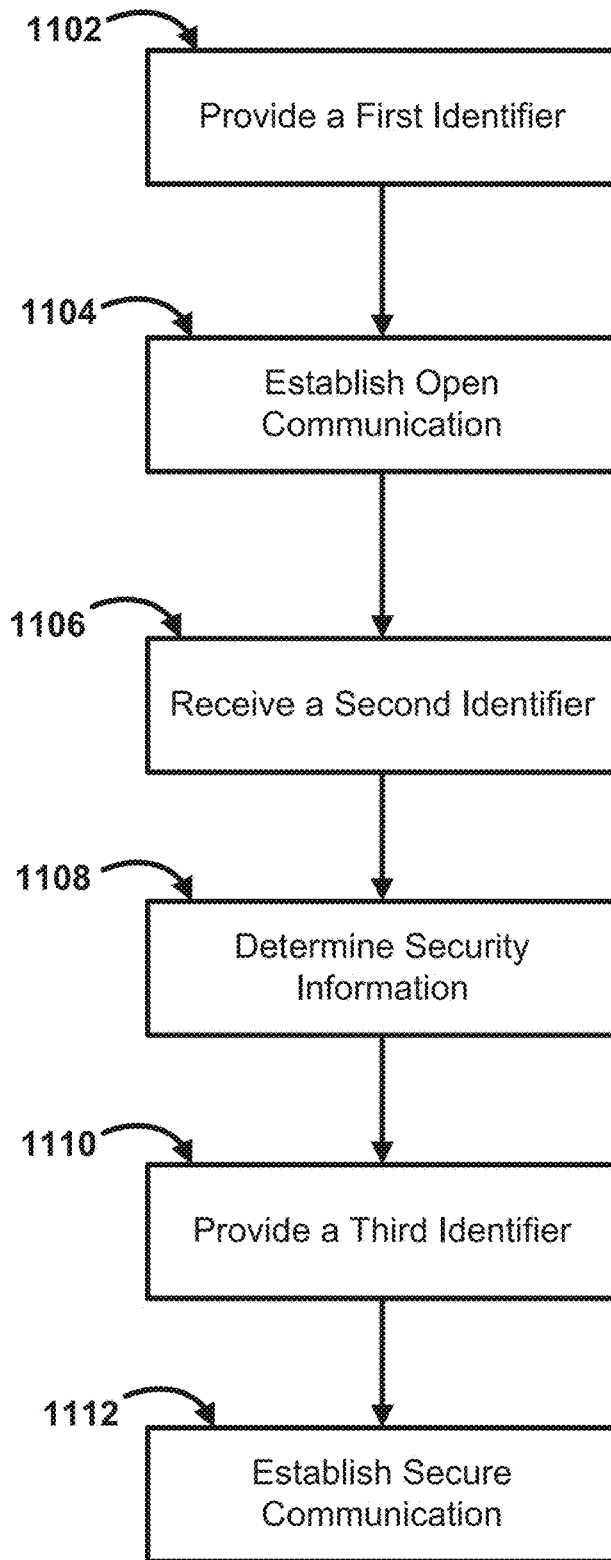 1102
Provide a First Identifier
1104
Establish Open
Communication
1106
Receive a Second Identifier
1108
Determine Security
Information
1110
Provide a Third Identifier
1112
Establish Secure
Communication